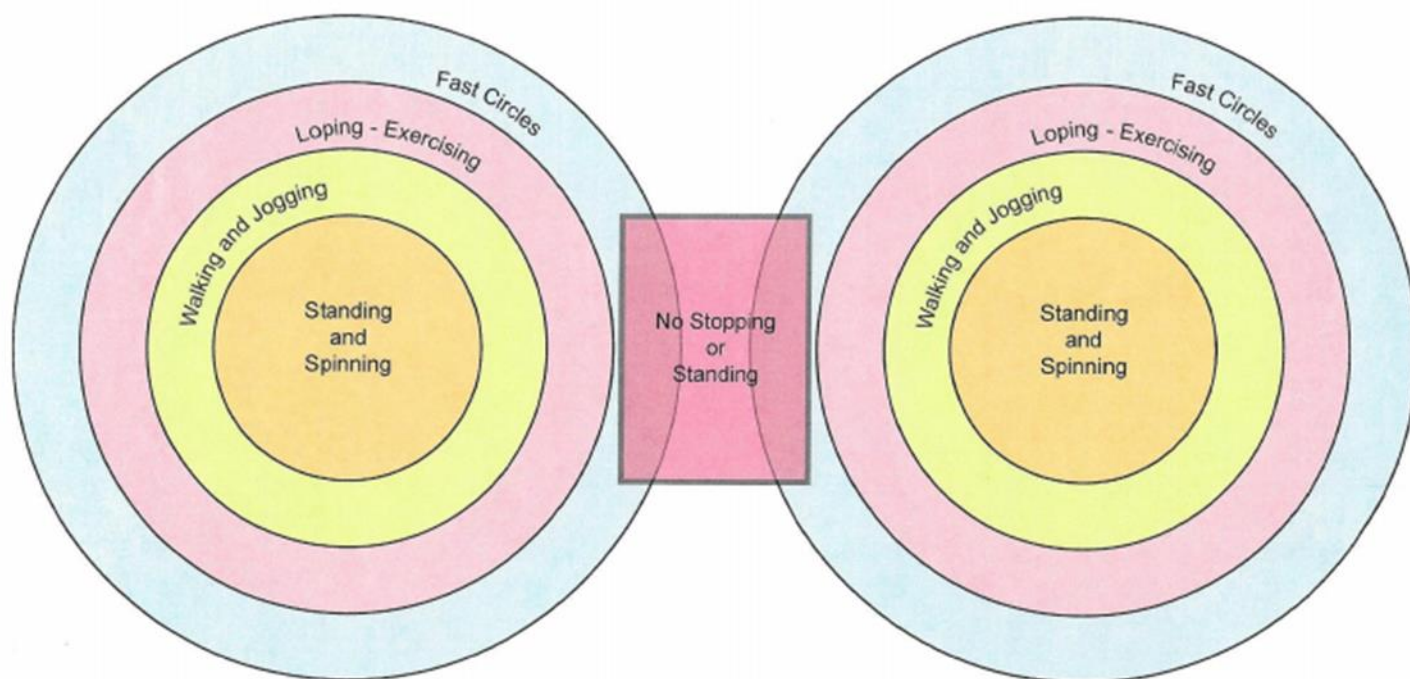 Fast Circles
Loping - Exercising
Walking and Jogging
Standing
and
Spinning
No Stopping
or
Standing
Fast Circles
Loping - Exercising
Walking and Jogging
Standing
and
Spinning